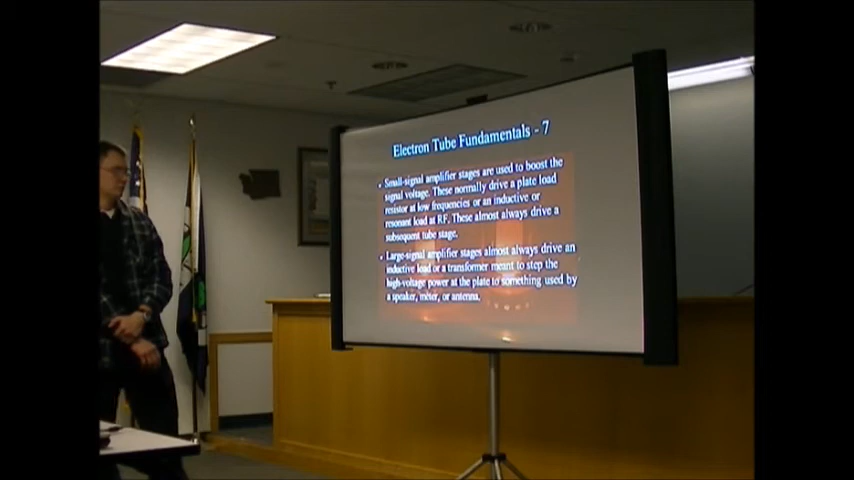 Electron Tube Fundamentals - 7
• Small-signal amplifier stages are used to boost the
signal voltage. These normally drive a plate load
resistor at low frequencies or an inductive or
resonant load at RF. These almost always drive a
subsequent tube stage.
• Large-signal amplifier stages almost always drive an
inductive load or a transformer meant to step the
high-voltage power at the plate to something used by
a speaker, meter, or antenna.